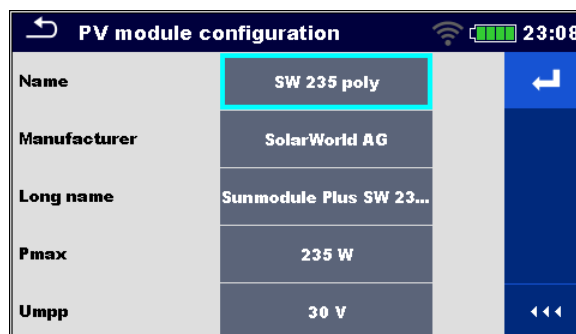 PV module configuration 23:08
Name SW 235 poly
Manufacturer SolarWorld AG
Long name Sunmodule Plus SW 23...
Pmax 235 W
Umpp 30 V